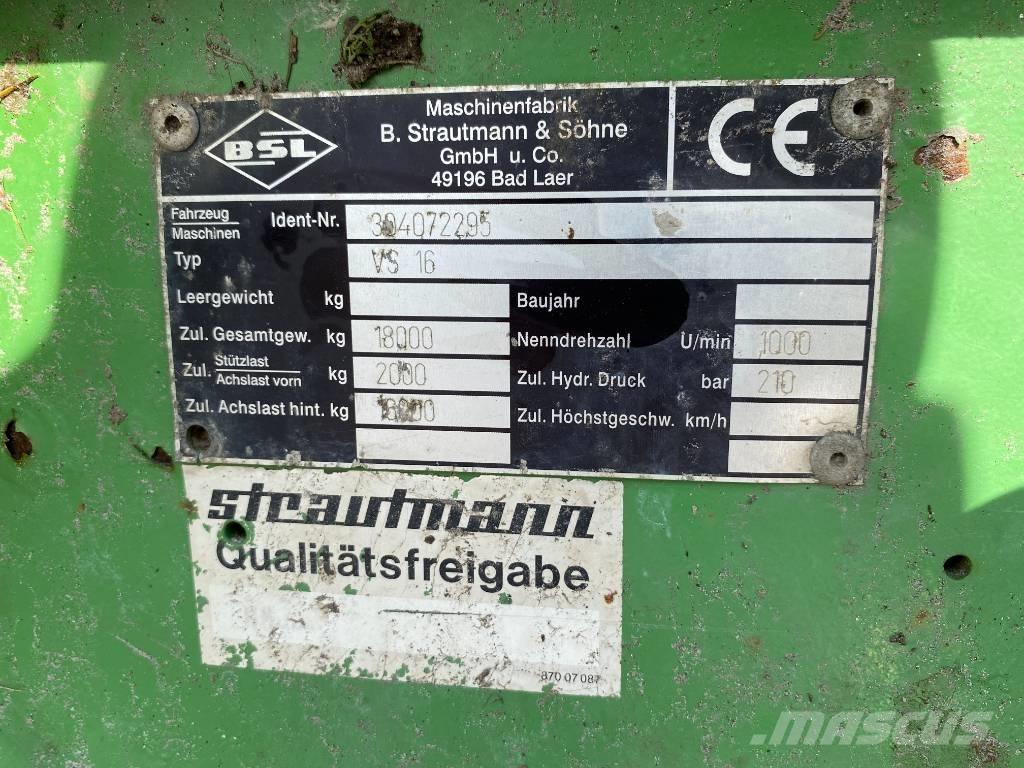 BSL
Maschinenfabrik
B. Strautmann & Söhne
GmbH u. Co.
49196 Bad Laer
CE
Fahrzeug
Maschinen
Ident-Nr. 304072295
Typ VS 16
Leergewicht kg
Baujahr
Zul. Gesamtgew. kg 18000
Nenndrehzahl U/min 1000
Zul. Stützlast
Achslast vorn kg 2000
Zul. Hydr. Druck bar 210
Zul. Achslast hint. kg 16000
Zul. Höchstgeschw. km/h
strautmann
Qualitätsfreigabe
870 07 087
MASCUS